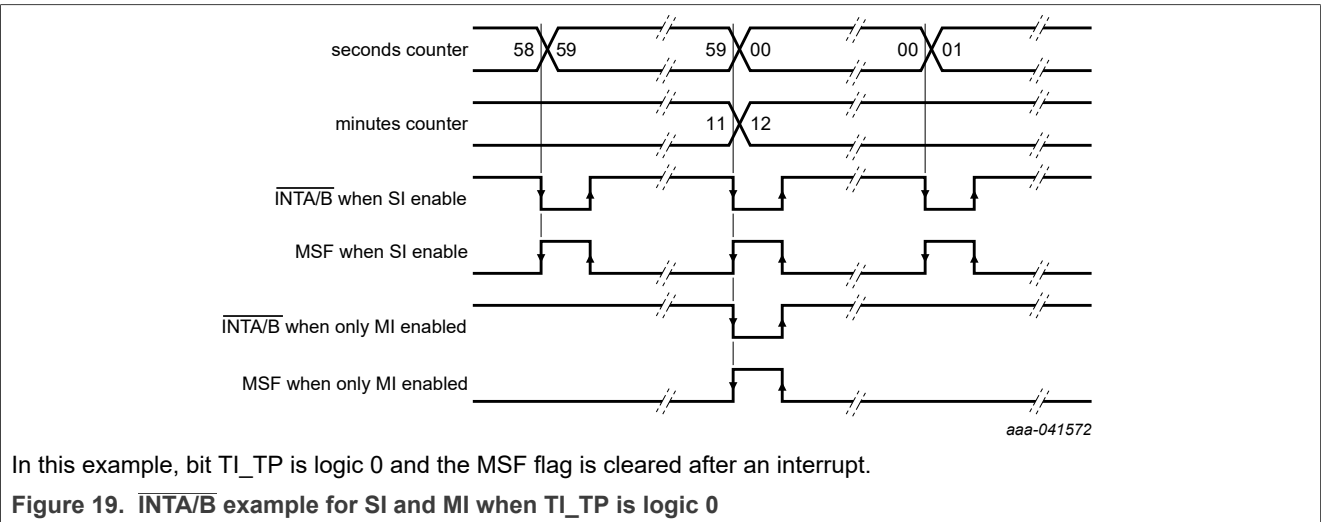 seconds counter 58 59 59 00 00 01
minutes counter 11 12
INTA/B when SI enable
MSF when SI enable
INTA/B when only MI enabled
MSF when only MI enabled
aaa-041572
In this example, bit TI_TP is logic 0 and the MSF flag is cleared after an interrupt.
Figure 19. INTA/B example for SI and MI when TI_TP is logic 0